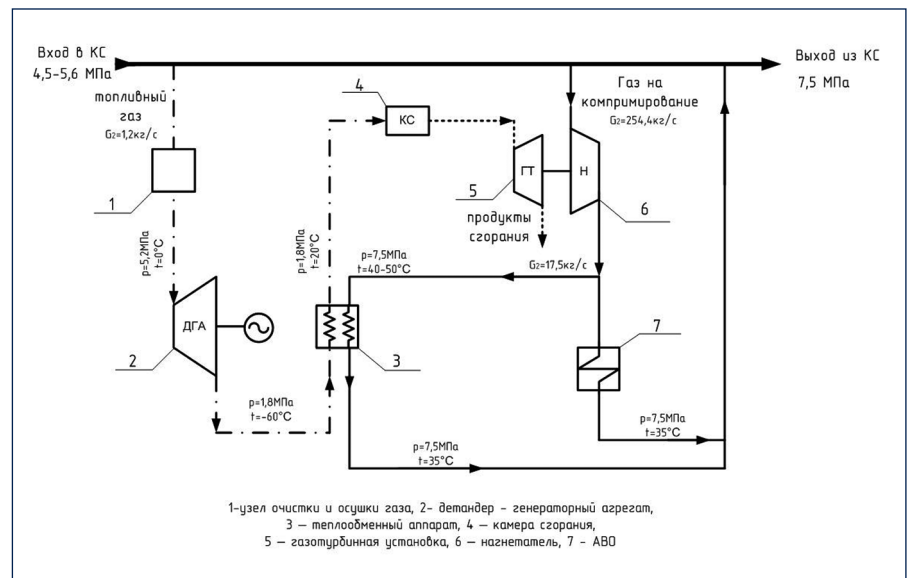 Вход в КС
4,5-5,6 МПа
Выход из КС
7,5 МПа
топливный
газ
G2=1,2кг/с
Газ на
компримирование
G2=254,4кг/с
4
КС
ГТ
Н
1
5
6
продукты
сгорания
p=5,2МПа
t=0°C
p=1,8МПа
t=20°C
p=7,5МПа
t=40-50°C
G2=17,5кг/с
ДГА
2
3
7
p=1,8МПа
t=-60°C
p=7,5МПа
t=35°C
p=7,5МПа
t=35°C
1-узел очистки и осушки газа, 2- детандер - генераторный агрегат,
3 – теплообменный аппарат, 4 – камера сгорания,
5 – газотурбинная установка, 6 – нагнетатель, 7 - АВО